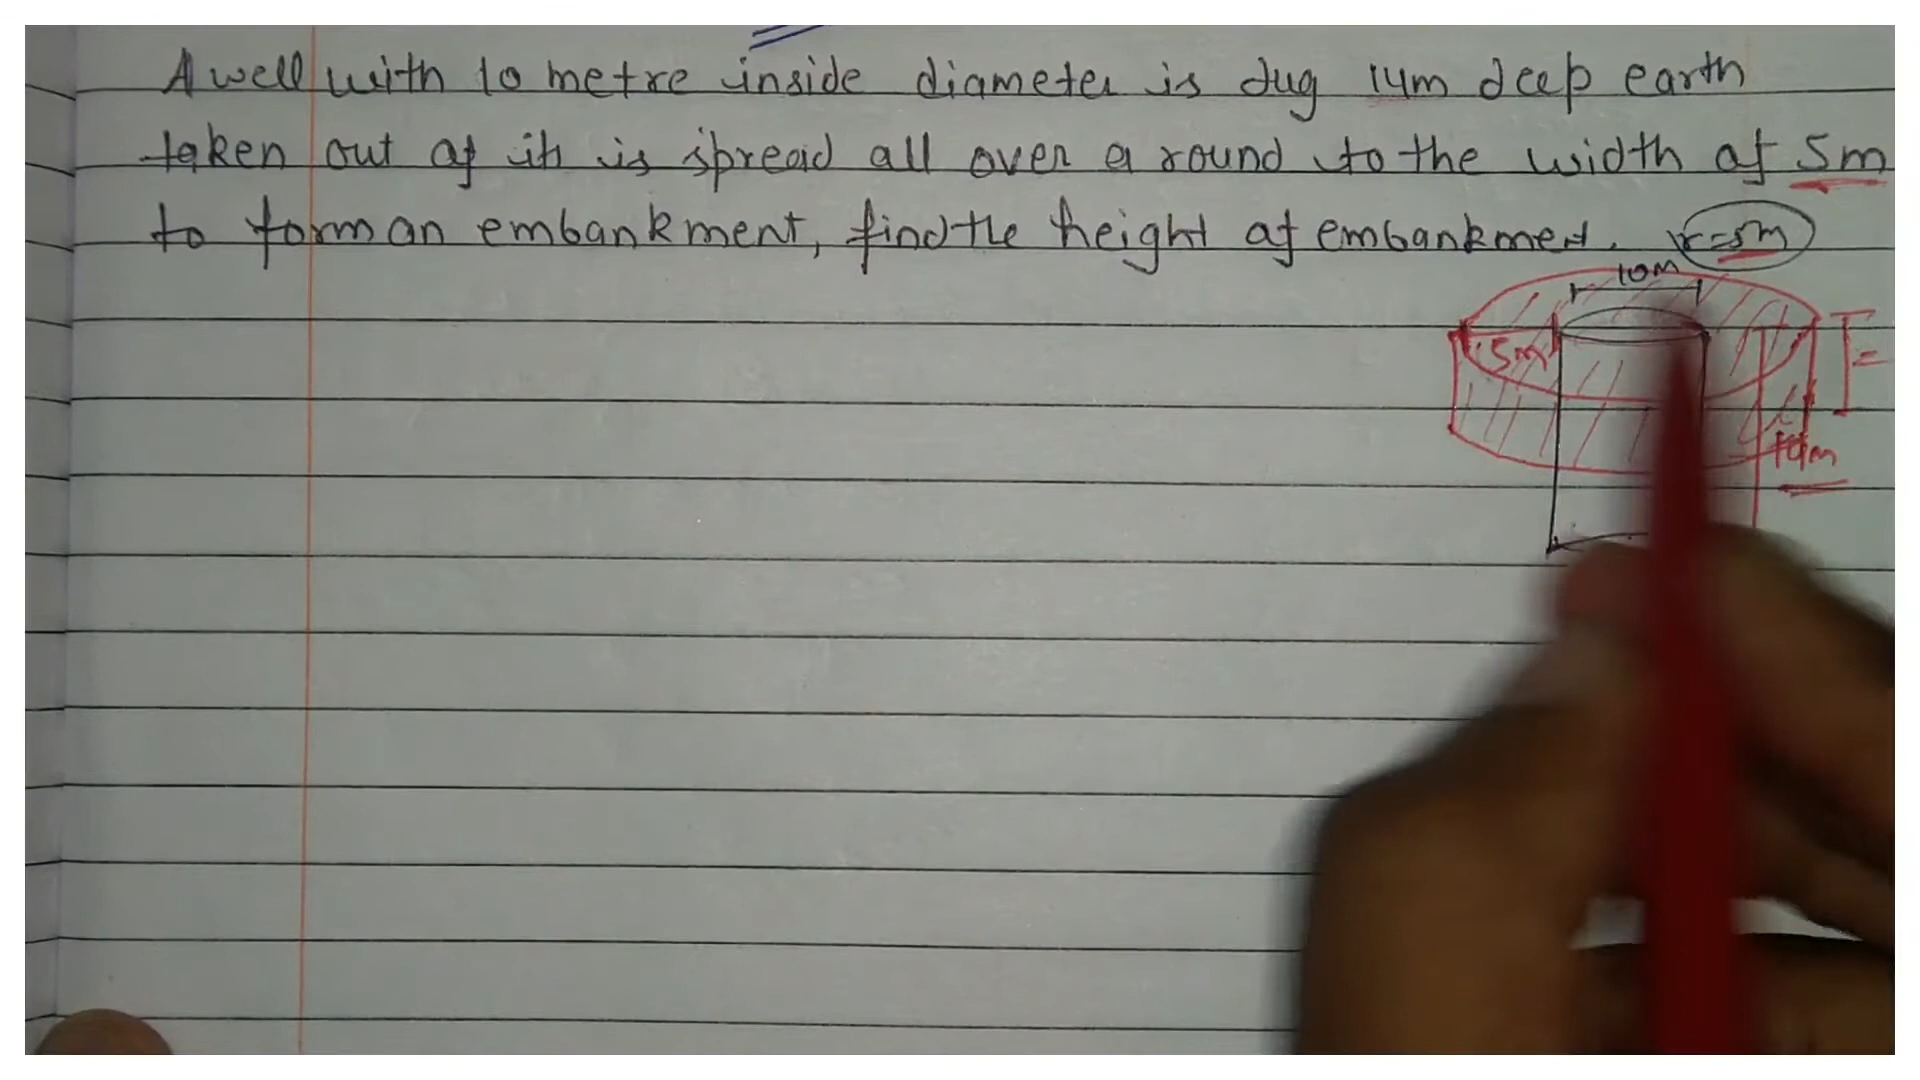 A well with 10 metre inside diameter is dug 14m deep earth
taken out of it is spread all over a round to the width of 5m
to form an embankment, find the height of embankment.
r=5m
10m
5m
14m